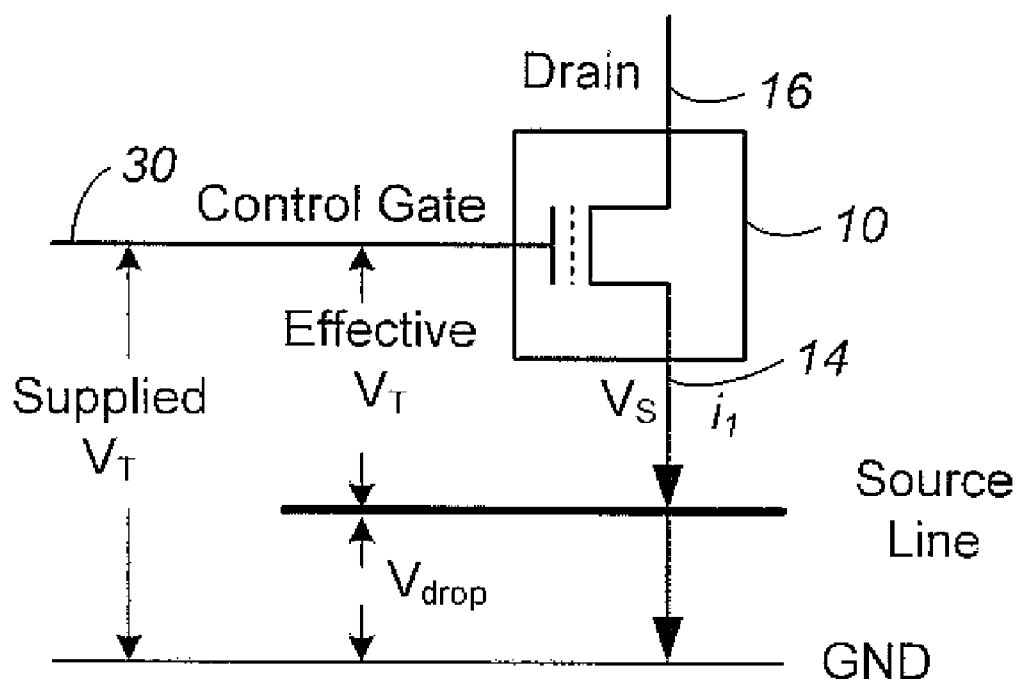 Drain
16
30
Control Gate
10
Effective
V_T
14
Supplied
V_T
V_S
i_1
Source
Line
V_drop
GND